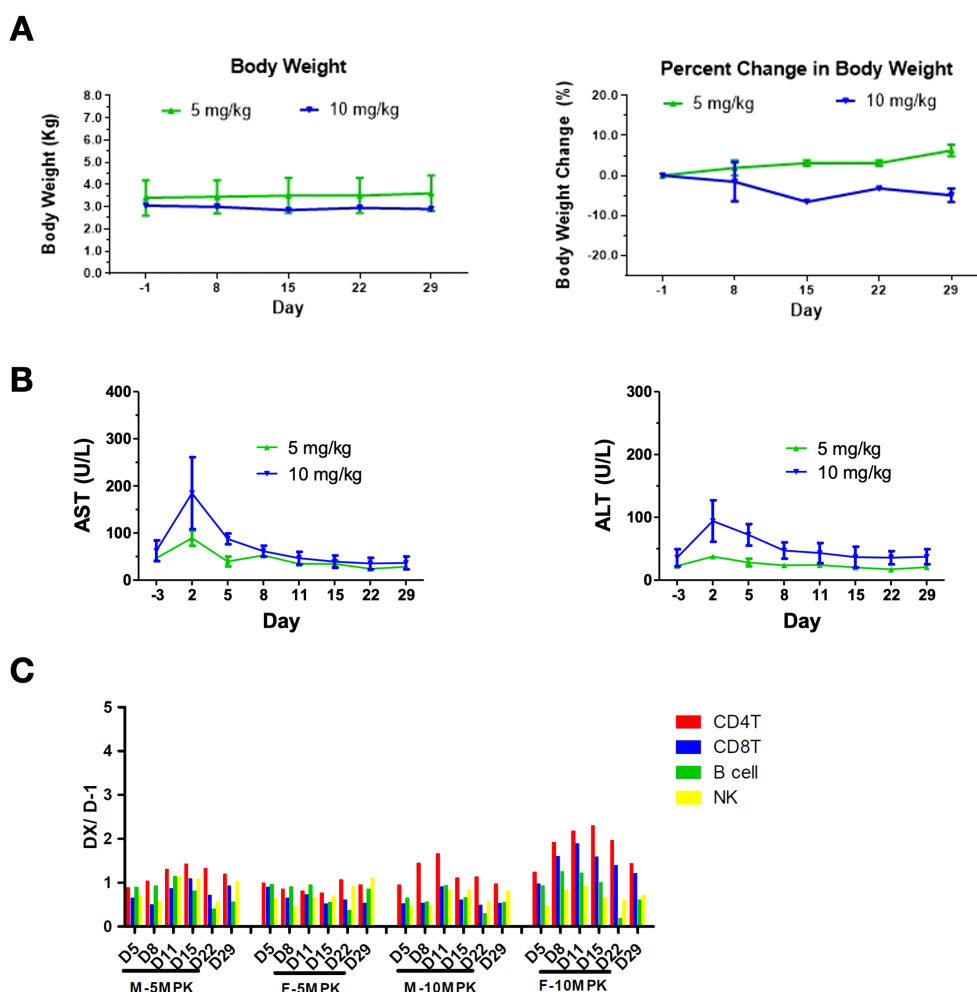 A
Body Weight
5 mg/kg 10 mg/kg
Body Weight (Kg)
8.0
7.0
6.0
5.0
4.0
3.0
2.0
1.0
0.0
-1 8 15 22 29
Day
Percent Change in Body Weight
5 mg/kg 10 mg/kg
Body Weight Change (%)
20.0
10.0
0.0
-10.0
-20.0
-1 8 15 22 29
Day
B
AST (U/L)
400
300
200
100
0
5 mg/kg
10 mg/kg
-3 2 5 8 11 15 22 29
Day
ALT (U/L)
300
200
100
0
5 mg/kg
10 mg/kg
-3 2 5 8 11 15 22 29
Day
C
DX/ D-1
5
4
3
2
1
0
CD4T
CD8T
B cell
NK
D5 D8 D11 D15 D22 D29 D5 D8 D11 D15 D22 D29 D5 D8 D11 D15 D22 D29 D5 D8 D11 D15 D22 D29
M-5MPK F-5MPK M-10MPK F-10MPK